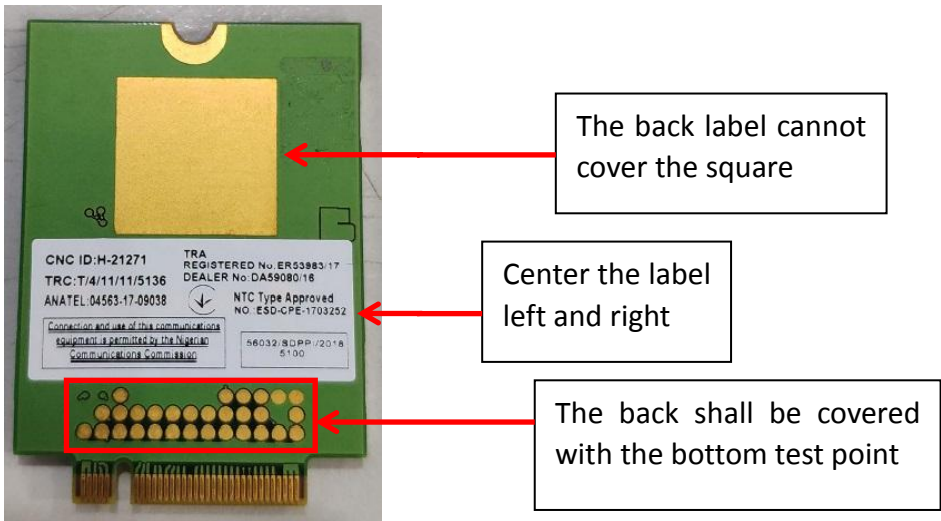 The back label cannot
cover the square
CNC ID:H-21271
TRA
REGISTERED No:ER53983/17
DEALER No:DA59080/16
TRC:T/4/11/11/5136
ANATEL:04563-17-09038
NTC Type Approved
NO.:ESD-CPE-1703252
Connection and use of this communications
equipment is permitted by the Nigerian
Communications Commission
56032/SDPPI/2018
5100
Center the label
left and right
The back shall be covered
with the bottom test point